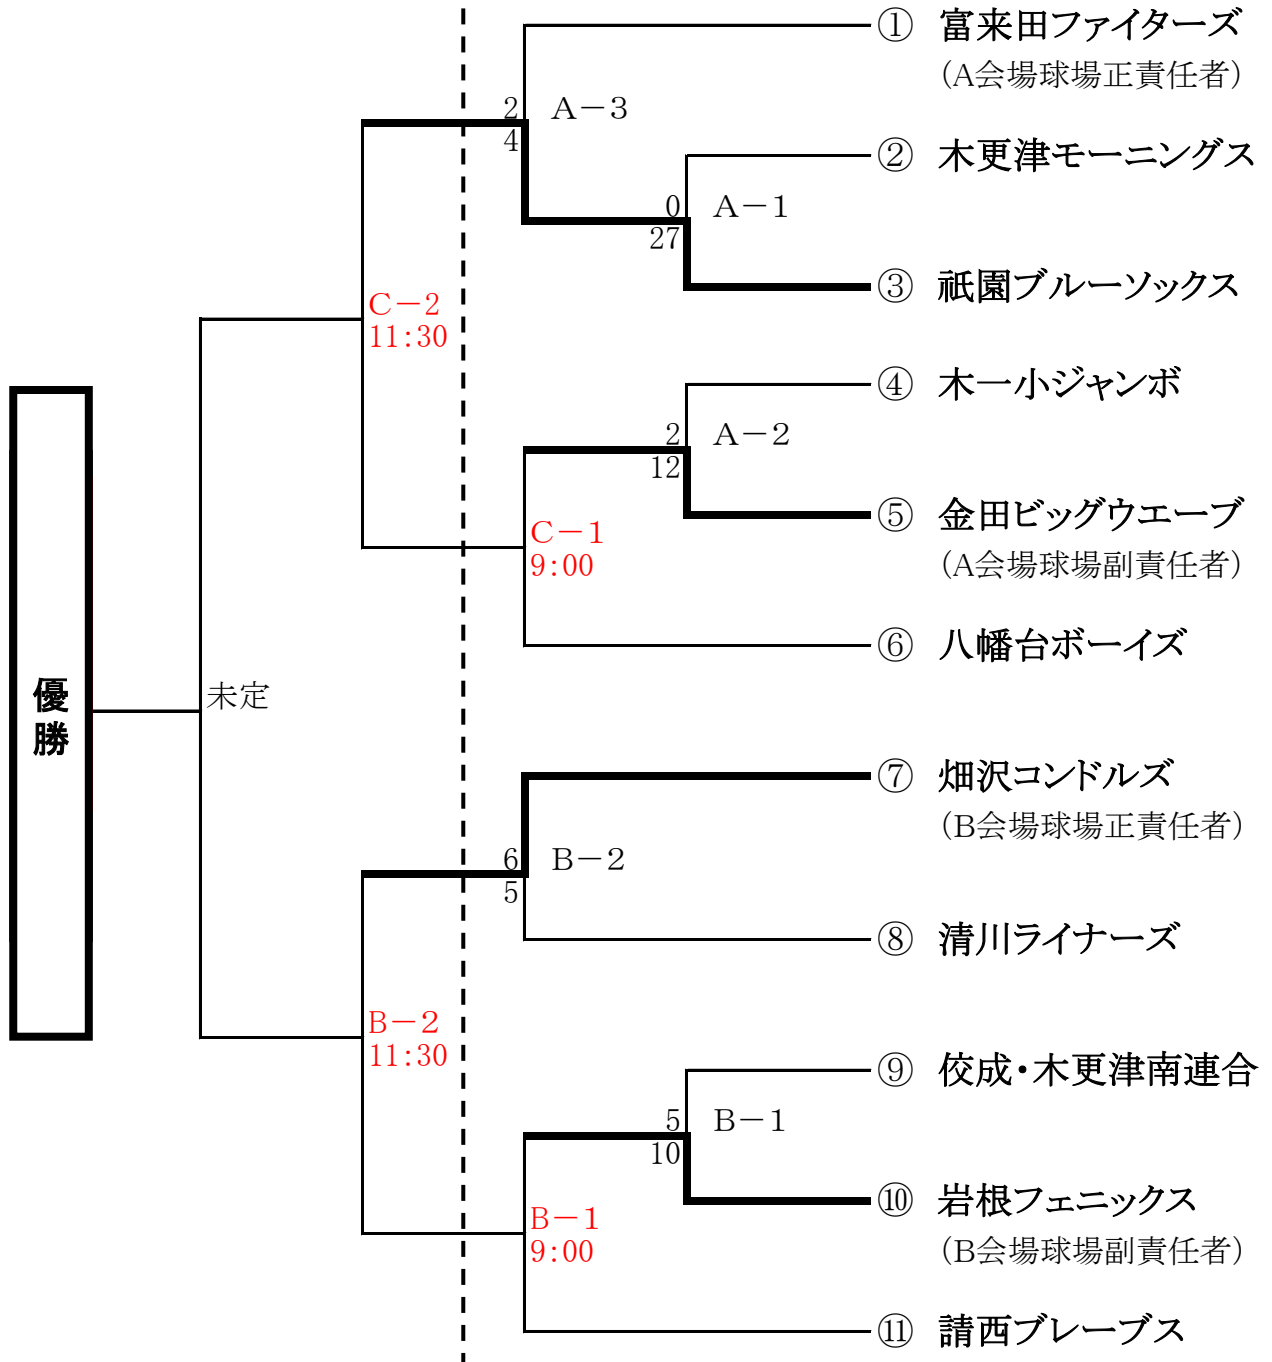 ① 富来田ファイターズ
（A会場球場正責任者）
2 A－3
4
② 木更津モーニングス
0 A－1
27
③ 祇園ブルーソックス
C－2
11:30
④ 木一小ジャンボ
2 A－2
12
⑤ 金田ビッグウエーブ
（A会場球場副責任者）
C－1
9:00
⑥ 八幡台ボーイズ
優勝
未定
⑦ 畑沢コンドルズ
（B会場球場正責任者）
6 B－2
5
⑧ 清川ライナーズ
B－2
11:30
⑨ 佼成・木更津南連合
5 B－1
10
⑩ 岩根フェニックス
（B会場球場副責任者）
B－1
9:00
⑪ 請西ブレーブス